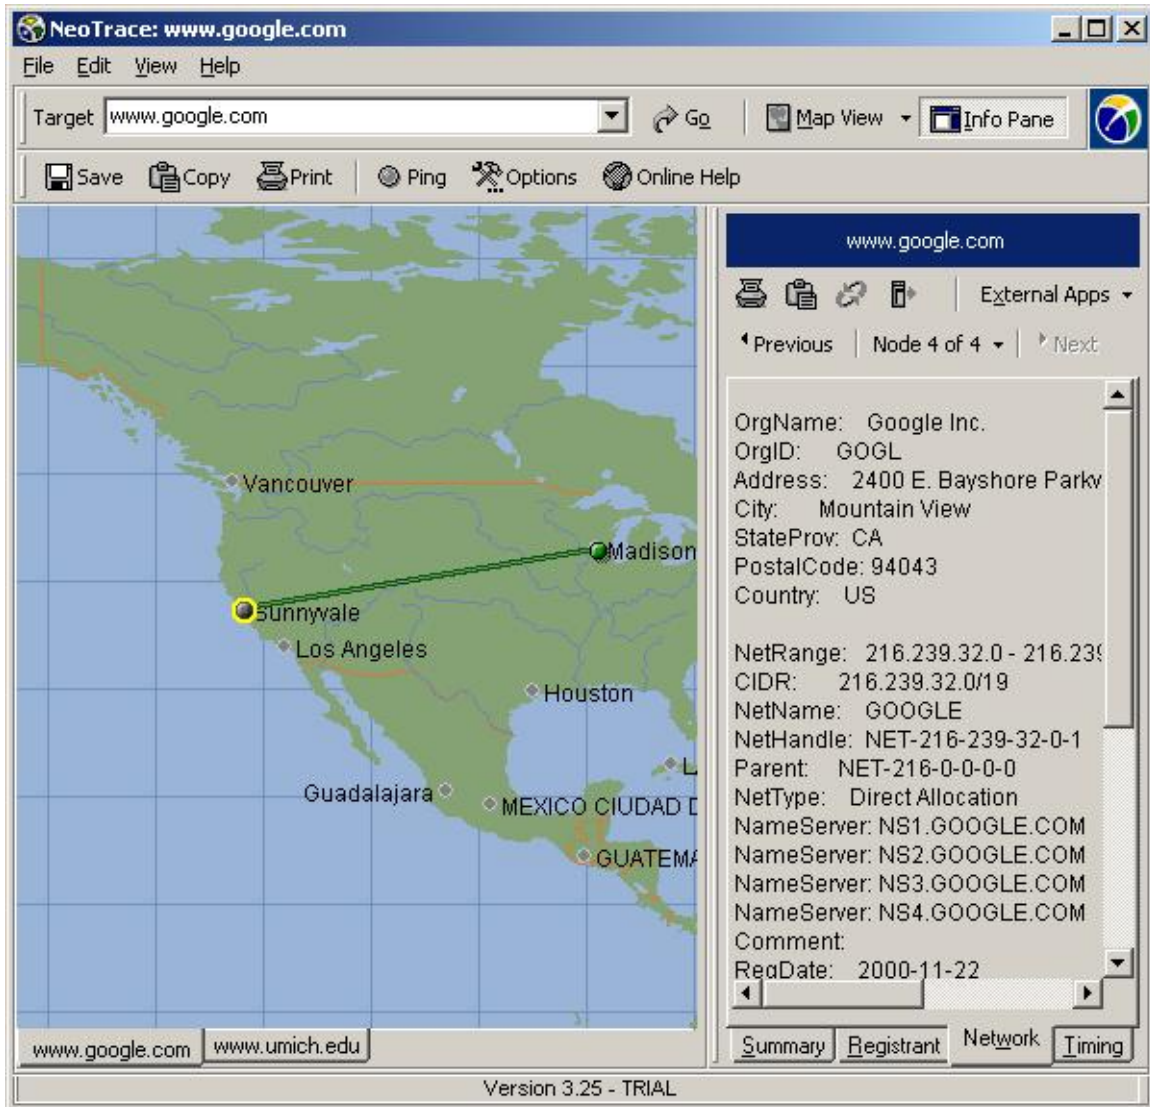 NeoTrace: www.google.com
File Edit View Help
Target www.google.com Go Map View Info Pane
Save Copy Print Ping Options Online Help
www.google.com
External Apps
Previous Node 4 of 4 Next
OrgName: Google Inc.
OrgID: GOGL
Address: 2400 E. Bayshore Parkw
City: Mountain View
StateProv: CA
PostalCode: 94043
Country: US
NetRange: 216.239.32.0 - 216.239
CIDR: 216.239.32.0/19
NetName: GOOGLE
NetHandle: NET-216-239-32-0-1
Parent: NET-216-0-0-0-0
NetType: Direct Allocation
NameServer: NS1.GOOGLE.COM
NameServer: NS2.GOOGLE.COM
NameServer: NS3.GOOGLE.COM
NameServer: NS4.GOOGLE.COM
Comment:
RegDate: 2000-11-22
Vancouver
Madison
Sunnyvale
Los Angeles
Houston
Guadalajara
MEXICO CIUDAD D
GUATEMA
www.google.com www.umich.edu
Summary Registrant Network Timing
Version 3.25 - TRIAL